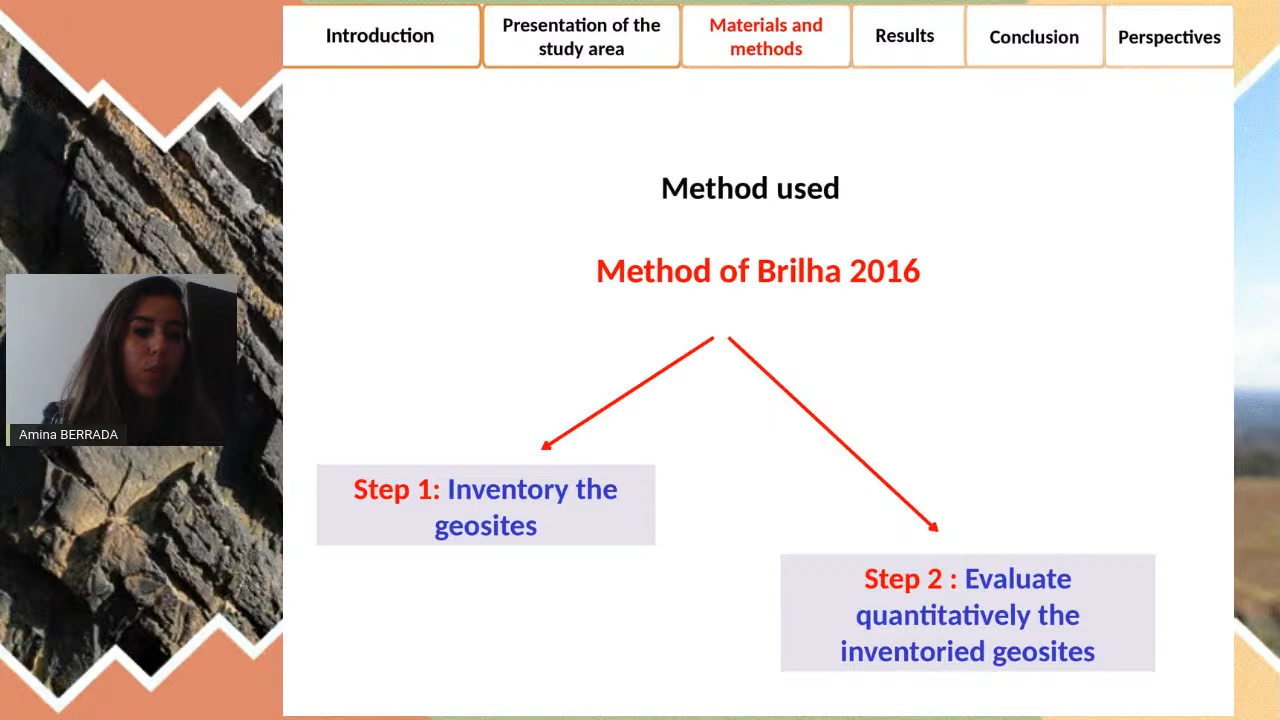 Introduction
Presentation of the
study area
Materials and
methods
Results
Conclusion
Perspectives
Method used
Method of Brilha 2016
Step 1: Inventory the
geosites
Step 2 : Evaluate
quantitatively the
inventoried geosites
Amina BERRADA